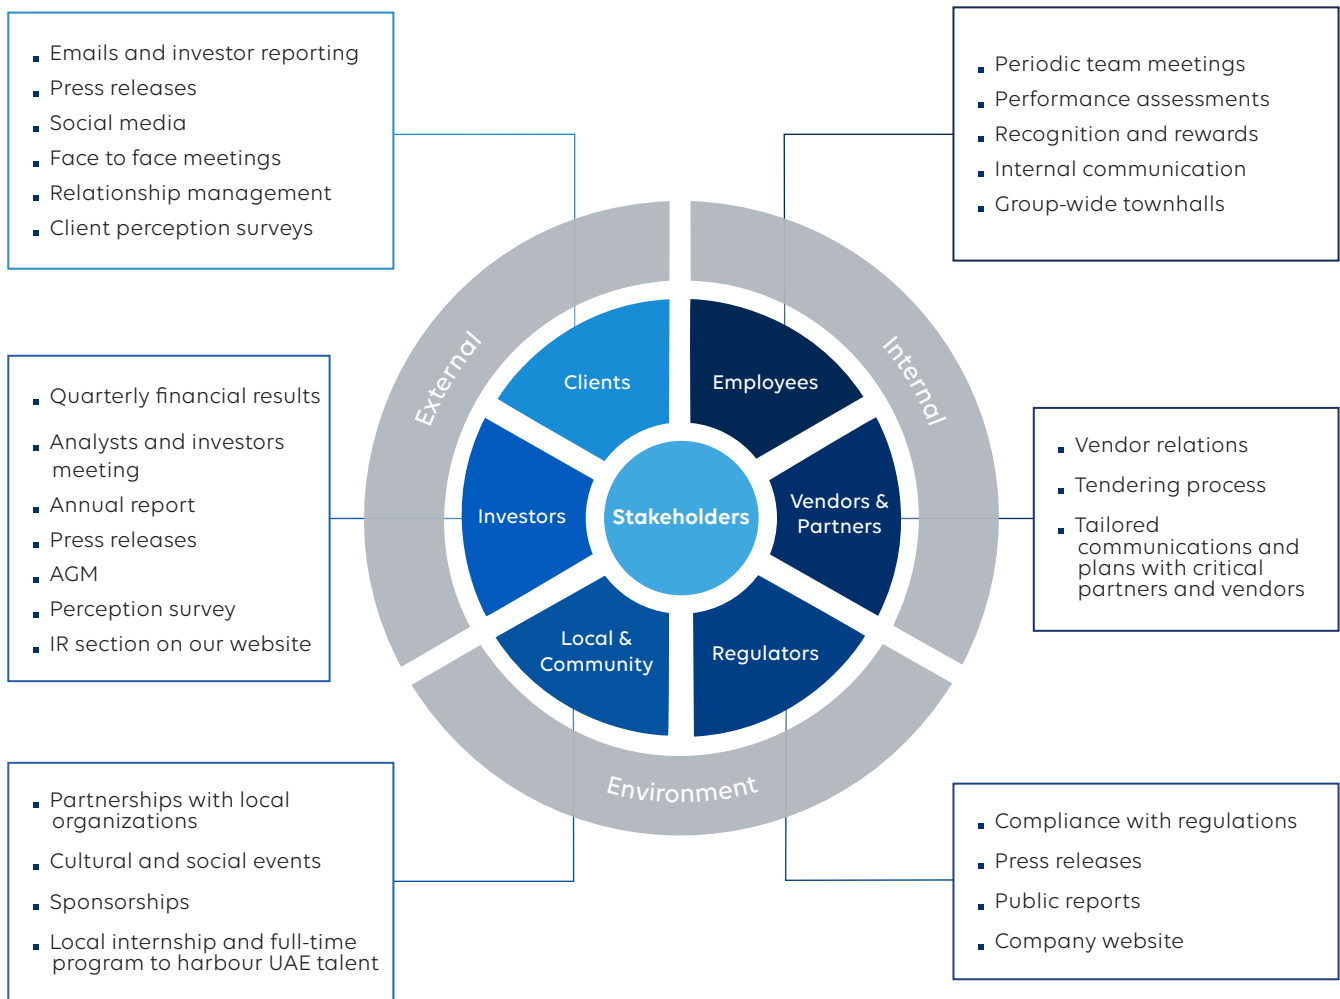 Emails and investor reporting
Press releases
Social media
Face to face meetings
Relationship management
Client perception surveys
Periodic team meetings
Performance assessments
Recognition and rewards
Internal communication
Group-wide townhalls
External
Internal
Clients
Employees
Quarterly financial results
Analysts and investors
meeting
Annual report
Press releases
AGM
Perception survey
IR section on our website
Investors
Stakeholders
Vendors &
Partners
Vendor relations
Tendering process
Tailored
communications and
plans with critical
partners and vendors
Local &
Community
Regulators
Environment
Partnerships with local
organizations
Cultural and social events
Sponsorships
Local internship and full-time
program to harbour UAE talent
Compliance with regulations
Press releases
Public reports
Company website